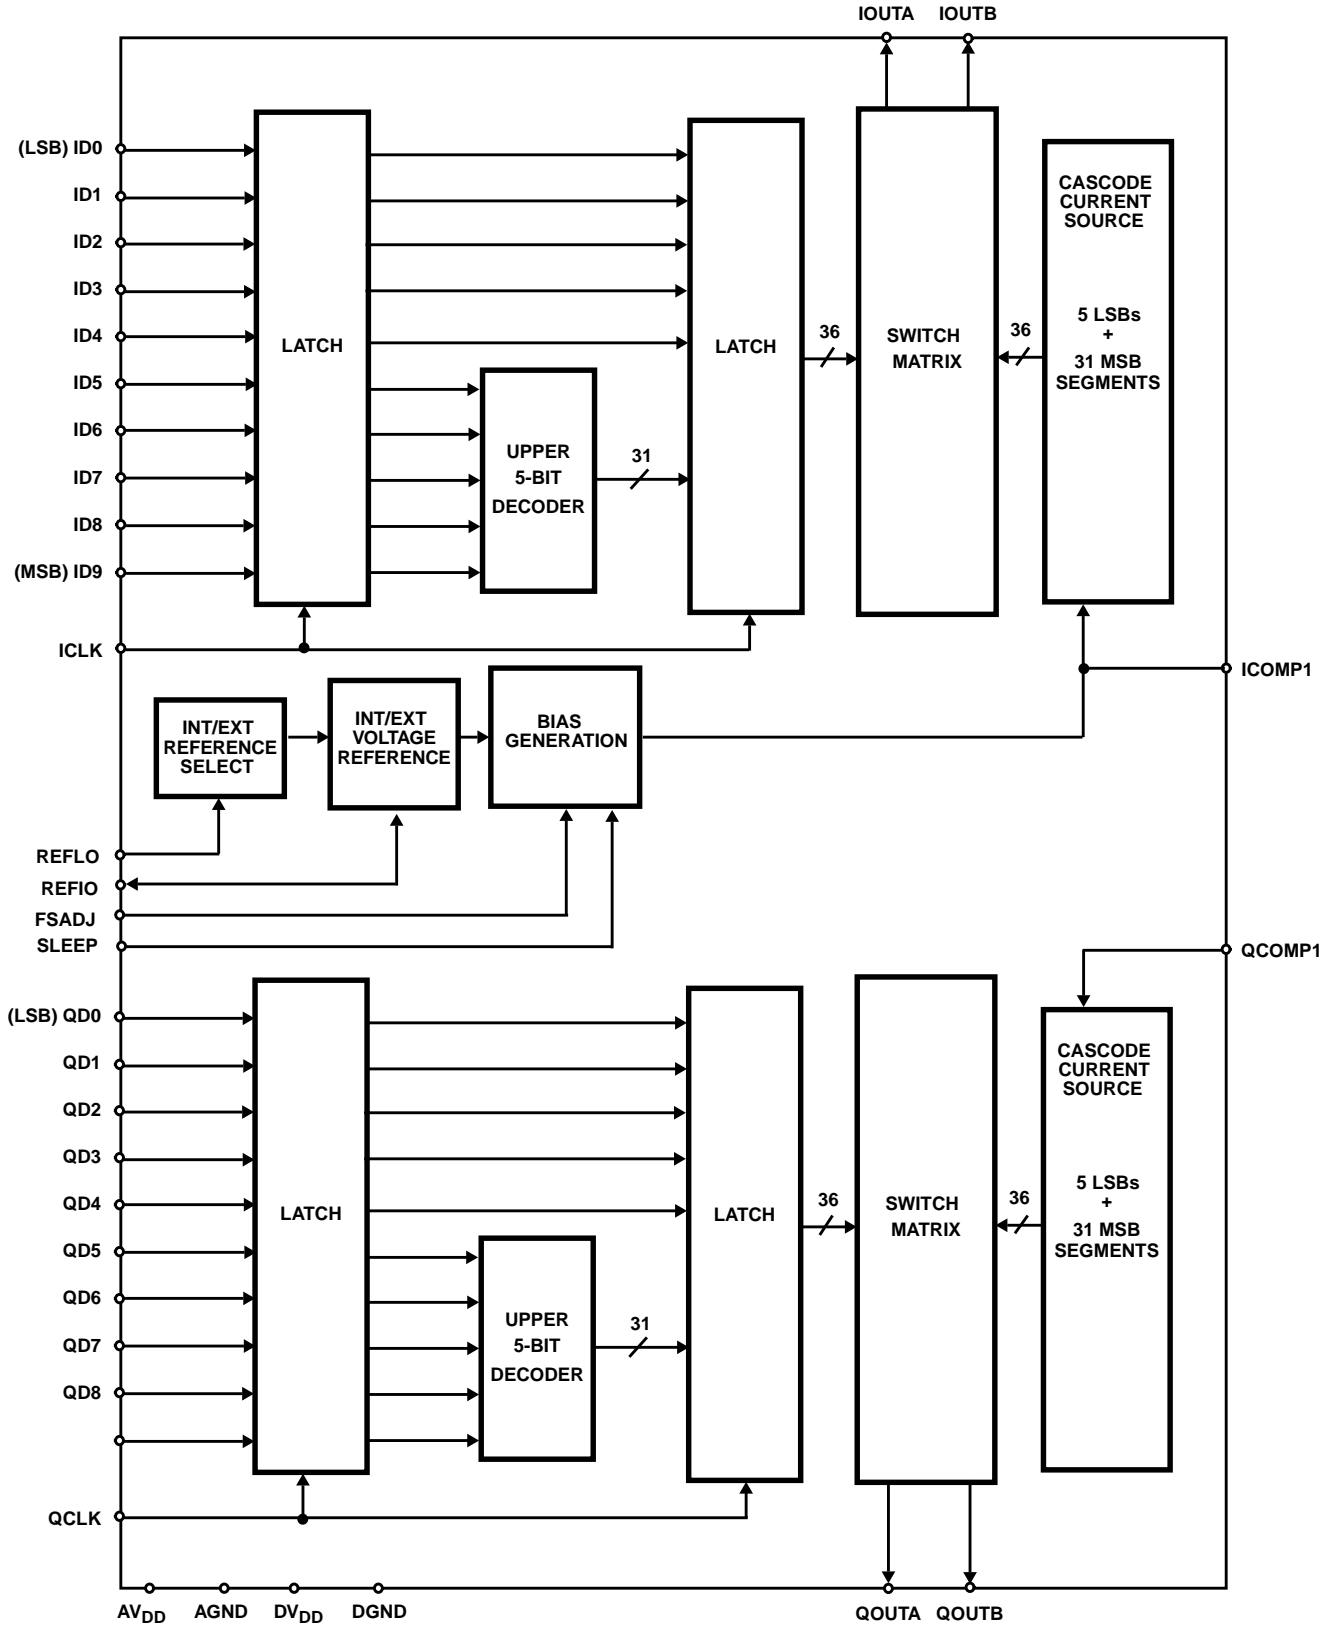 IOUTA IOUTB
(LSB) ID0
ID1
ID2
ID3
ID4
ID5
ID6
ID7
ID8
(MSB) ID9
ICLK
LATCH
UPPER
5-BIT
DECODER
31
LATCH
36
SWITCH
MATRIX
36
CASCODE
CURRENT
SOURCE
5 LSBs
+
31 MSB
SEGMENTS
ICOMP1
INT/EXT
REFERENCE
SELECT
INT/EXT
VOLTAGE
REFERENCE
BIAS
GENERATION
REFLO
REFIO
FSADJ
SLEEP
QCOMP1
(LSB) QD0
QD1
QD2
QD3
QD4
QD5
QD6
QD7
QD8
QCLK
LATCH
UPPER
5-BIT
DECODER
31
LATCH
36
SWITCH
MATRIX
36
CASCODE
CURRENT
SOURCE
5 LSBs
+
31 MSB
SEGMENTS
AVDD AGND DVDD DGND QOUTA QOUTB